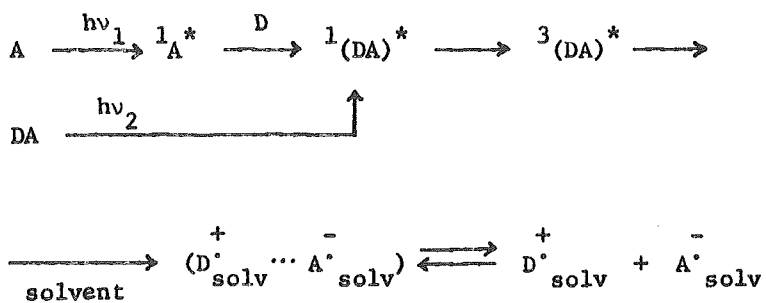 A hν₁ → ¹A* D → ¹(DA)* → ³(DA)* →
DA hν₂
→ solvent (D⁺·solv ··· A⁻·solv) ⇌ D⁺·solv + A⁻·solv